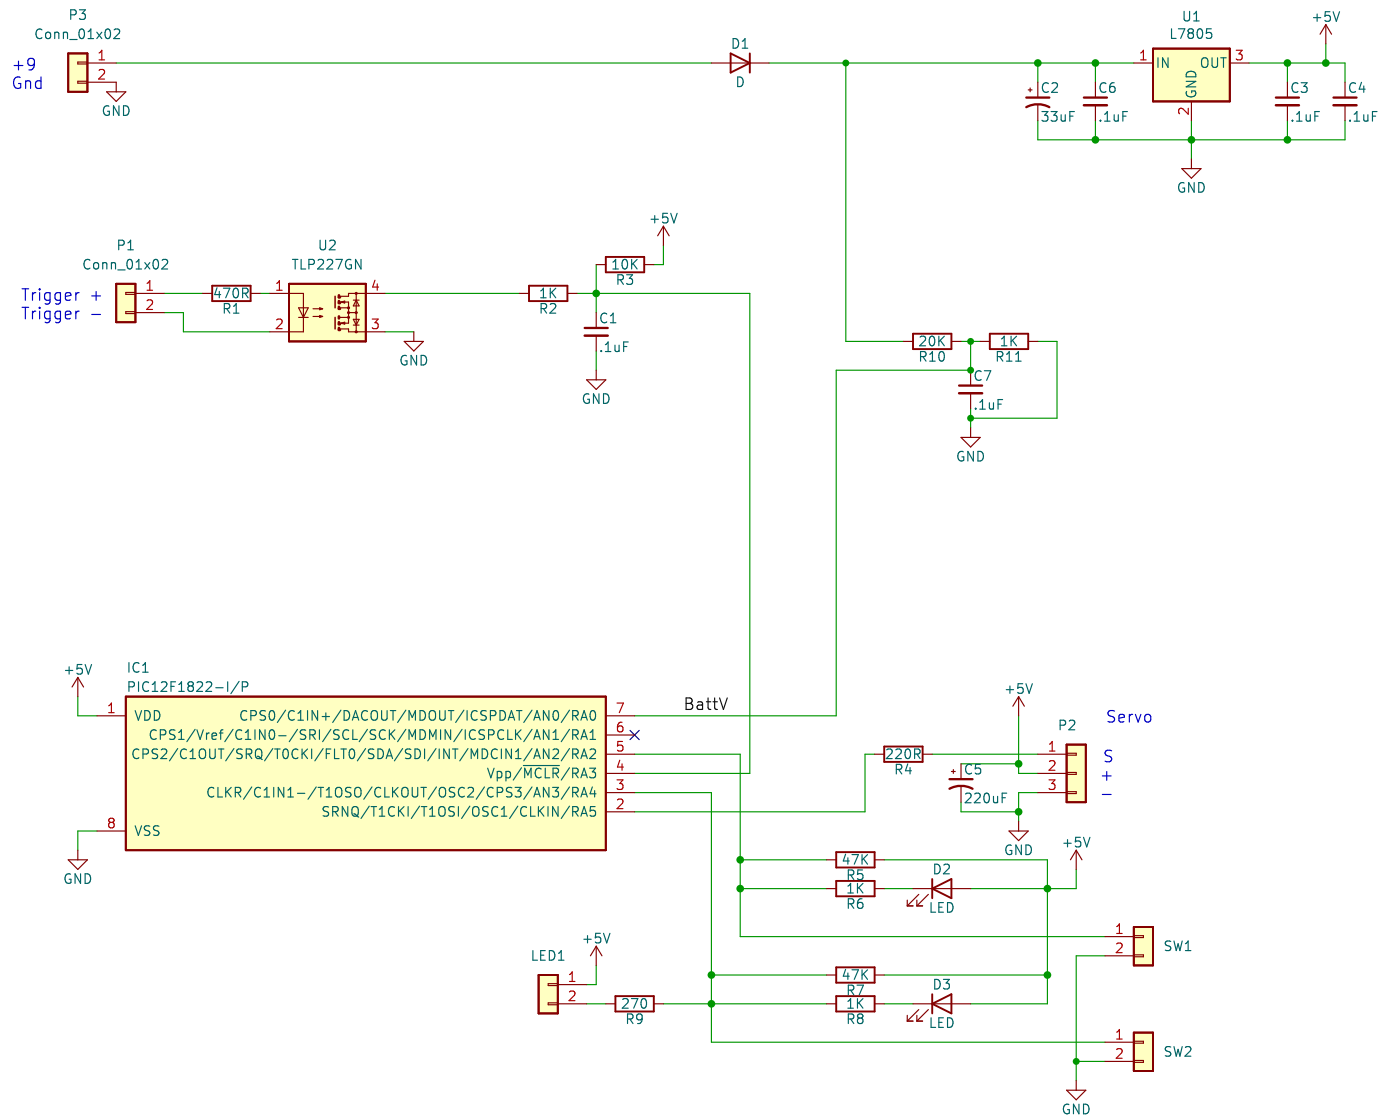 P3
Conn_01x02
+9
Gnd
1
2
GND
D1
D
U1
L7805
+5V
1
IN
OUT
3
GND
2
C2
33uF
C6
.1uF
C3
.1uF
C4
.1uF
GND
P1
Conn_01x02
Trigger +
Trigger -
1
2
470R
R1
U2
TLP227GN
1
2
4
3
GND
1K
R2
10K
R3
+5V
C1
.1uF
GND
20K
R10
1K
R11
C7
.1uF
GND
IC1
PIC12F1822-I/P
+5V
1
VDD
8
VSS
GND
CPS0/C1IN+/DACOUT/MDOUT/ICSPDAT/AN0/RA0
7
BattV
CPS1/Vref/C1IN0-/SRI/SCL/SCK/MDMIN/ICSPCLK/AN1/RA1
6
CPS2/C1OUT/SRQ/T0CKI/FLT0/SDA/SDI/INT/MDCIN1/AN2/RA2
5
Vpp/MCLR/RA3
4
CLKR/C1IN1-/T1OSO/CLKOUT/OSC2/CPS3/AN3/RA4
3
SRNQ/T1CKI/T1OSI/OSC1/CLKIN/RA5
2
220R
R4
+5V
C5
220uF
GND
P2
Servo
1
2
3
S
+
-
47K
R5
1K
R6
D2
LED
+5V
1
2
SW1
LED1
1
2
+5V
270
R9
47K
R7
1K
R8
D3
LED
1
2
SW2
GND